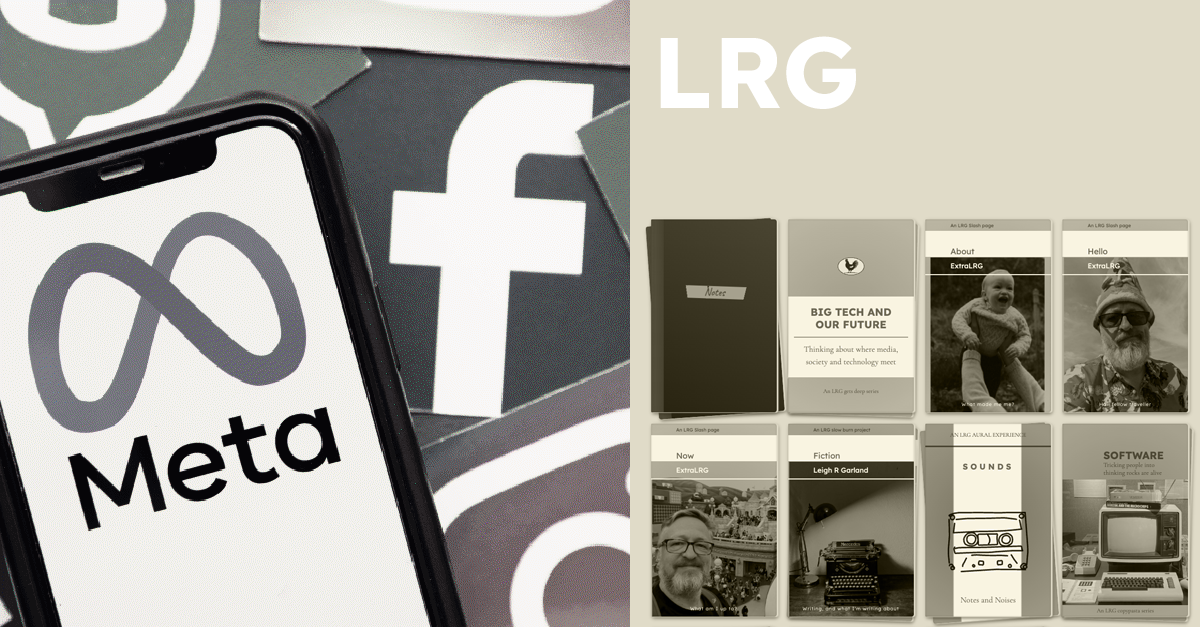 Meta
LRG
Notes
BIG TECH AND
OUR FUTURE
Thinking about where media,
society and technology meet
An LRG gets deep series
An LRG Slash page
About
ExtraLRG
What made me me?
An LRG Slash page
Hello
ExtraLRG
fellow traveller
An LRG Slash page
Now
ExtraLRG
What am I up to?
An LRG slow burn project
Fiction
Leigh R Garland
Writing, and what I'm writing about
AN LRG AURAL EXPERIENCE
SOUNDS
Notes and Noises
SOFTWARE
Tricking people into
thinking rocks are alive
An LRG copypasta series